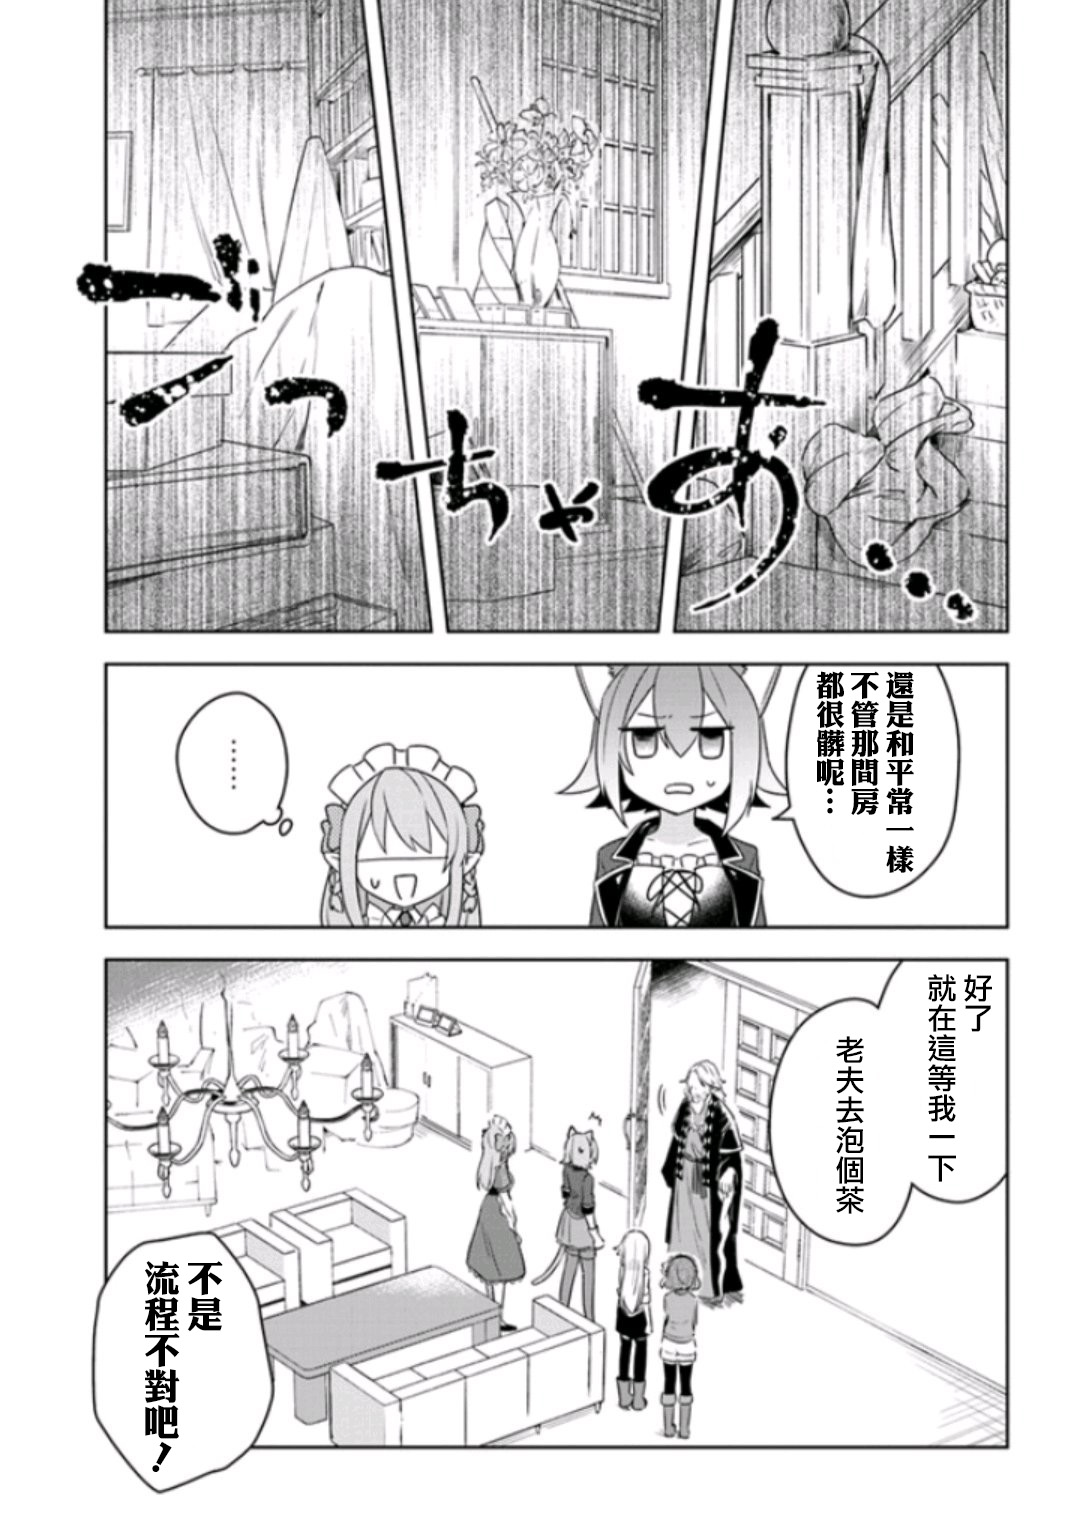 ごっちゃあ…
還是和平常一樣
不管那間房
都很髒呢…
……
好了
就在這等我一下
老夫去泡個茶
不是
流程不對吧！